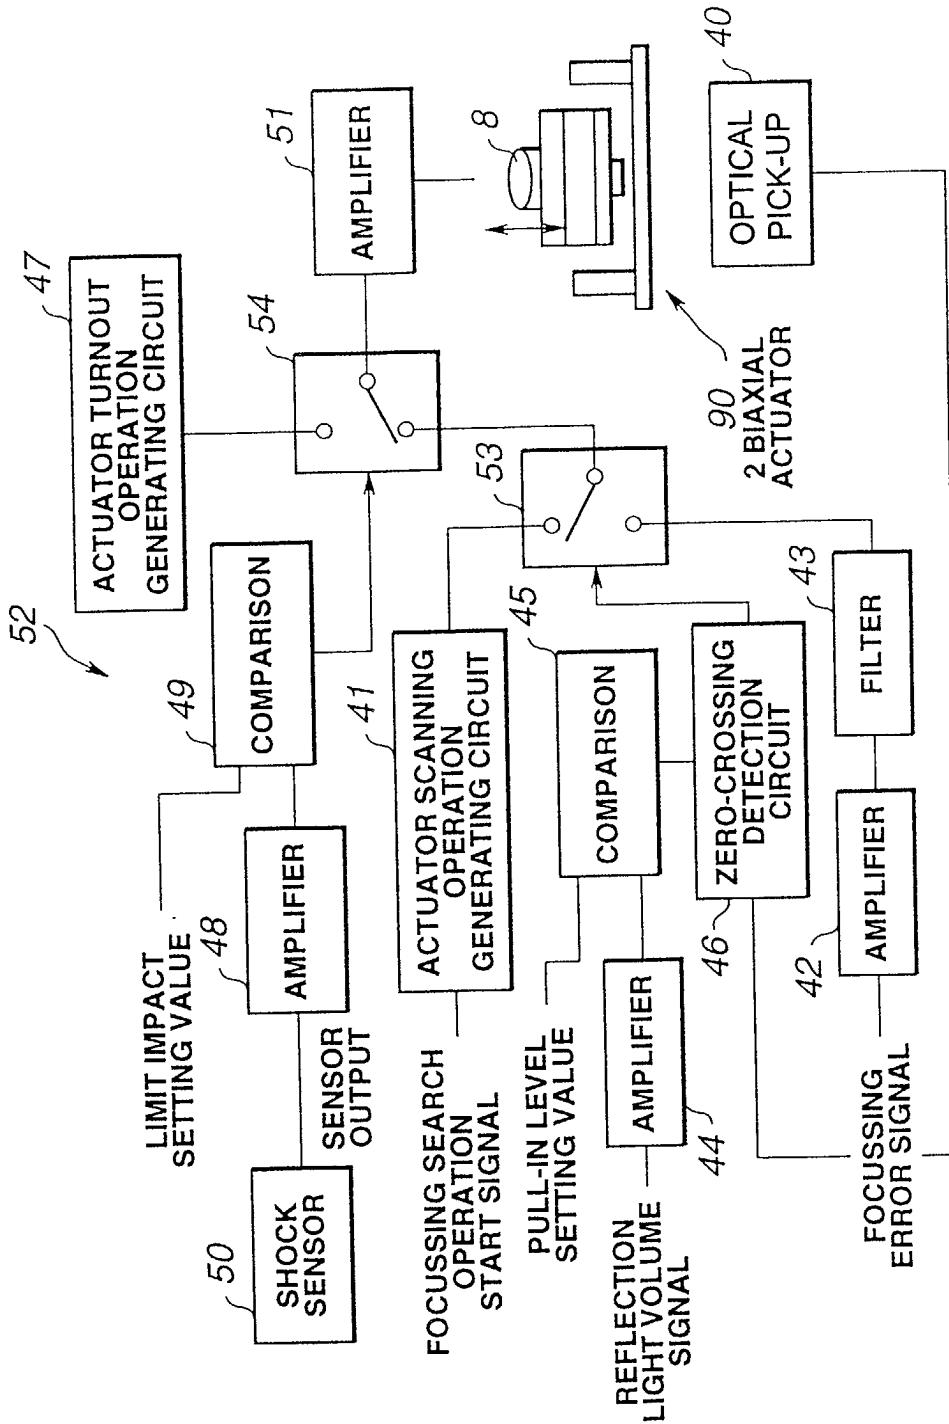 52
47
ACTUATOR TURNOUT
OPERATION
GENERATING CIRCUIT
LIMIT IMPACT
SETTING VALUE
49
COMPARISON
54
51
AMPLIFIER
50
SHOCK
SENSOR
SENSOR
OUTPUT
48
AMPLIFIER
8
41
ACTUATOR SCANNING
OPERATION
GENERATING CIRCUIT
FOCUSSING SEARCH
OPERATION
START SIGNAL
53
90
2 BIAXIAL
ACTUATOR
PULL-IN LEVEL
SETTING VALUE
45
COMPARISON
REFLECTION
LIGHT VOLUME
SIGNAL
AMPLIFIER
44
46
ZERO-CROSSING
DETECTION
CIRCUIT
40
OPTICAL
PICK-UP
FOCUSSING
ERROR SIGNAL
42
AMPLIFIER
43
FILTER